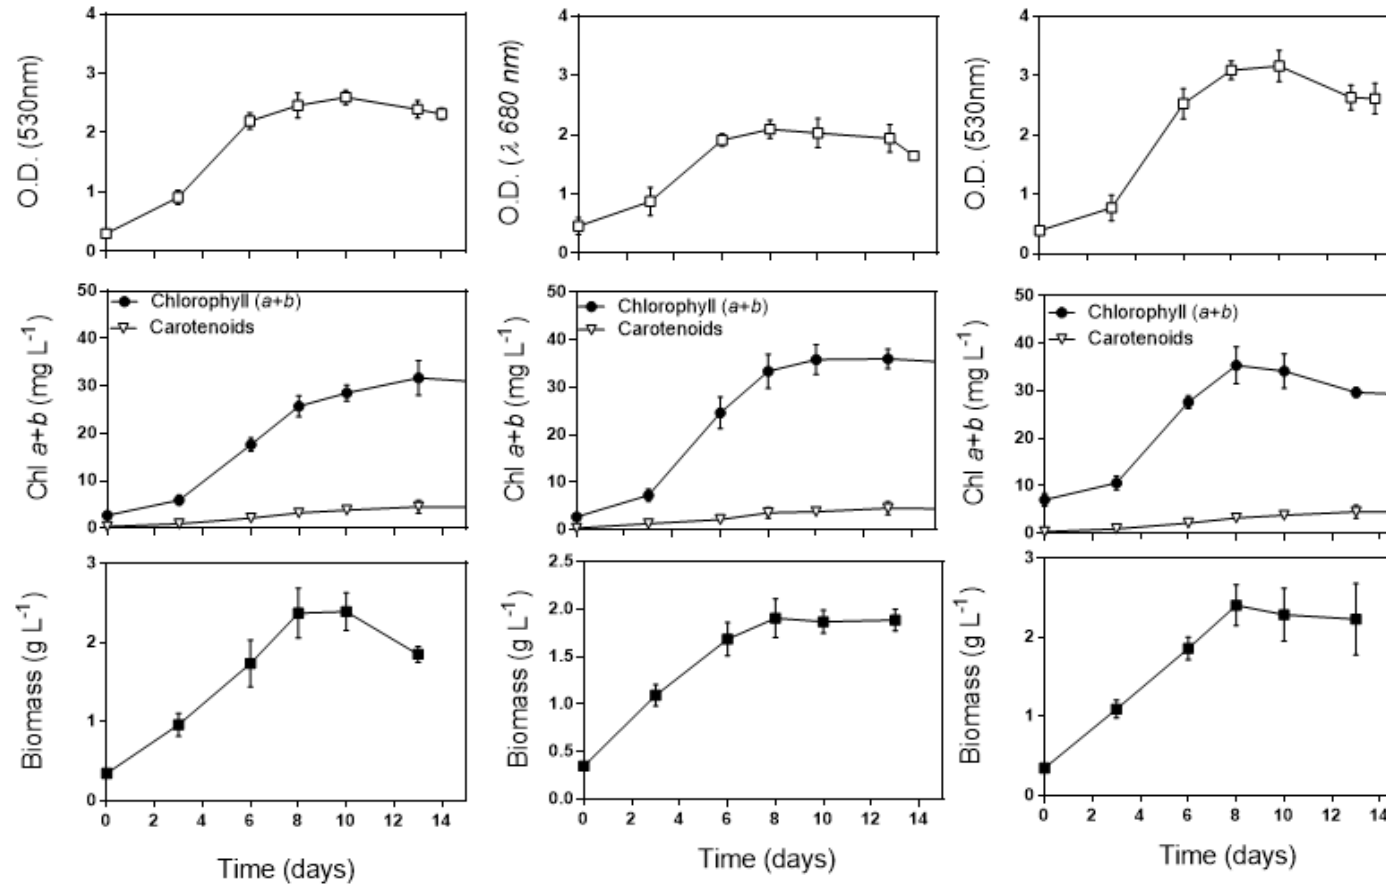 4
3
2
1
0
O.D. (530nm)
4
3
2
1
0
O.D. (λ 680 nm)
4
3
2
1
0
O.D. (530nm)
50
40
30
20
10
0
Chl a+b (mg L-1)
Chlorophyll (a+b)
Carotenoids
50
40
30
20
10
0
Chl a+b (mg L-1)
Chlorophyll (a+b)
Carotenoids
50
40
30
20
10
0
Chl a+b (mg L-1)
Chlorophyll (a+b)
Carotenoids
3
2
1
0
Biomass (g L-1)
0 2 4 6 8 10 12 14
Time (days)
2.5
2.0
1.5
1.0
0.5
0.0
Biomass (g L-1)
0 2 4 6 8 10 12 14
Time (days)
3
2
1
0
Biomass (g L-1)
0 2 4 6 8 10 12 14
Time (days)